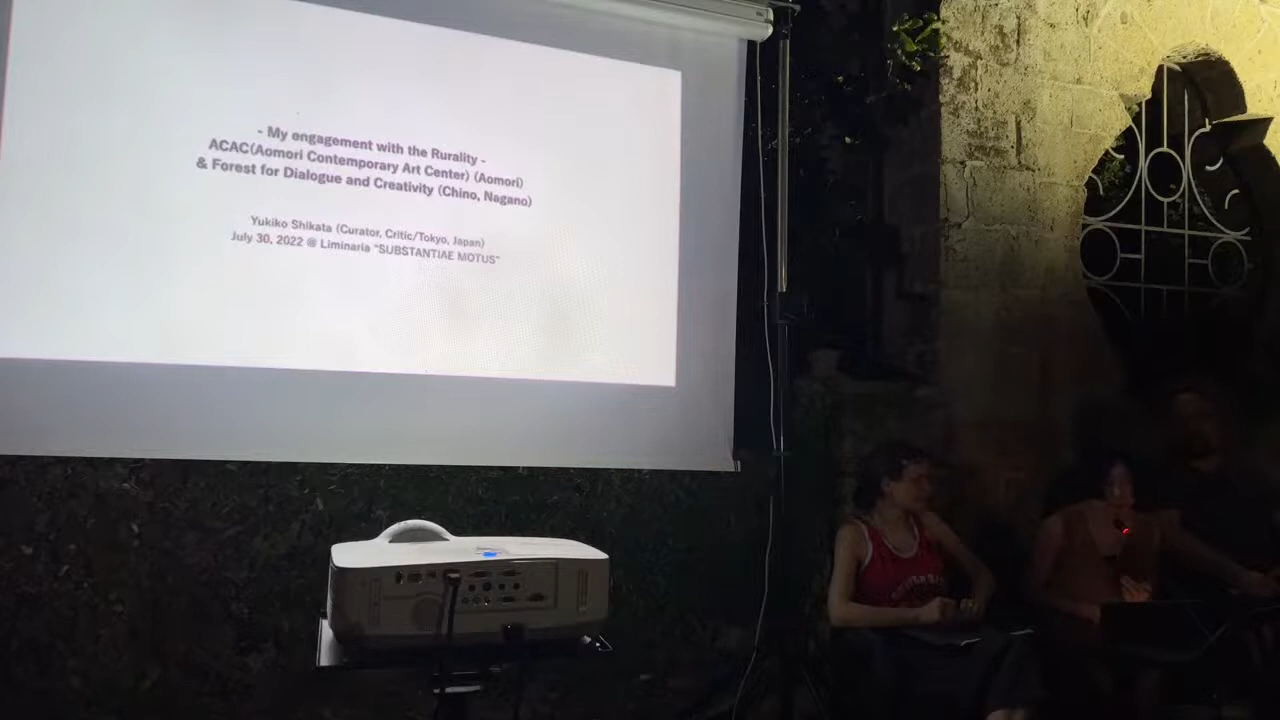 - My engagement with the Rurality -
ACAC(Aomori Contemporary Art Center) (Aomori)
& Forest for Dialogue and Creativity (Chino, Nagano)
Yukiko Shikata (Curator, Critic/Tokyo, Japan)
July 30, 2022 @ Liminaria "SUBSTANTIAE MOTUS"